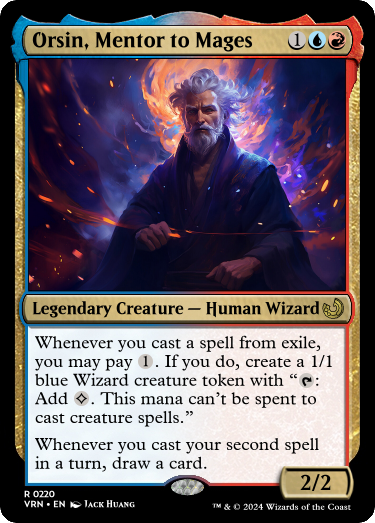 Orsin, Mentor to Mages 1
Legendary Creature — Human Wizard
Whenever you cast a spell from exile,
you may pay 1. If you do, create a 1/1
blue Wizard creature token with “:
Add . This mana can’t be spent to
cast creature spells.”
Whenever you cast your second spell
in a turn, draw a card.
2/2
R 0220
VRN • EN Jack Huang
™ & © 2024 Wizards of the Coast